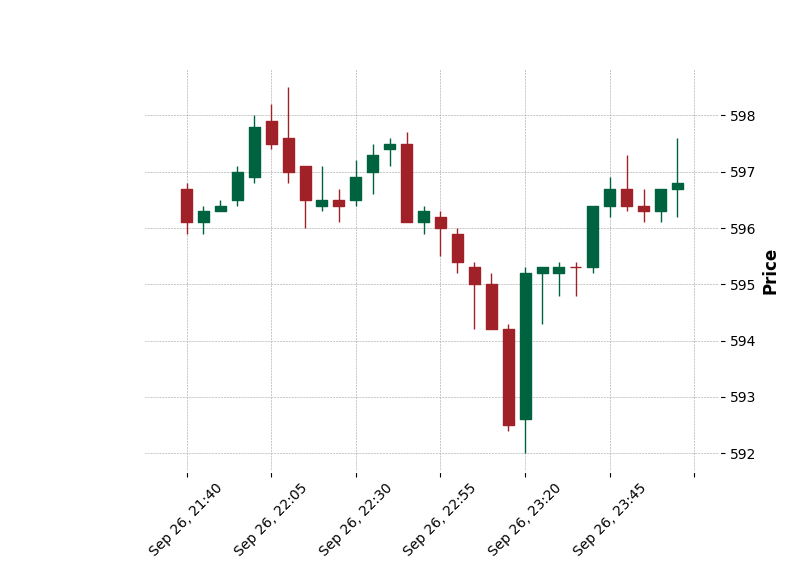 598
597
596
595
594
593
592
Price
Sep 26, 21:40
Sep 26, 22:05
Sep 26, 22:30
Sep 26, 22:55
Sep 26, 23:20
Sep 26, 23:45